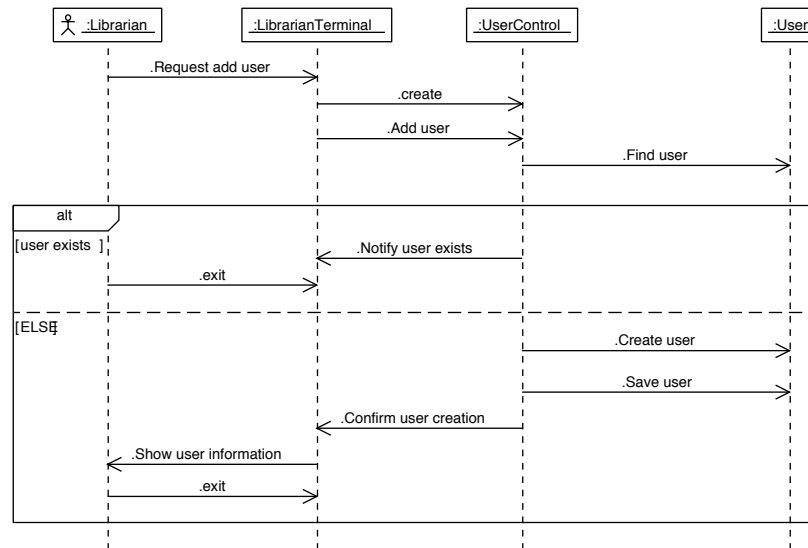 :Librarian :LibrarianTerminal :UserControl :User
.Request add user
.create
.Add user
.Find user
alt
[user exists ]
.Notify user exists
.exit
[ELSE]
.Create user
.Save user
.Confirm user creation
.Show user information
.exit